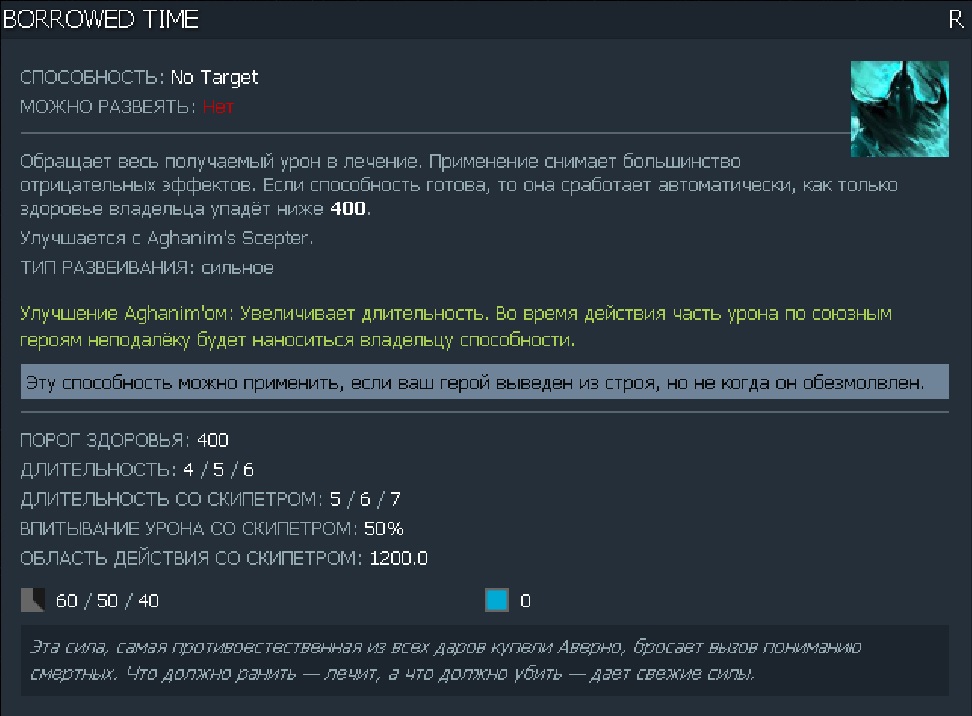 BORROWED TIME R
СПОСОБНОСТЬ: No Target
МОЖНО РАЗВЕЯТЬ: Нет
Обращает весь получаемый урон в лечение. Применение снимает большинство
отрицательных эффектов. Если способность готова, то она сработает автоматически, как только
здоровье владельца упадёт ниже 400.
Улучшается с Aghanim's Scepter.
ТИП РАЗВЕИВАНИЯ: сильное
Улучшение Aghanim'ом: Увеличивает длительность. Во время действия часть урона по союзным
героям неподалёку будет наноситься владельцу способности.
Эту способность можно применить, если ваш герой выведен из строя, но не когда он обезмолвлен.
ПОРОГ ЗДОРОВЬЯ: 400
ДЛИТЕЛЬНОСТЬ: 4 / 5 / 6
ДЛИТЕЛЬНОСТЬ СО СКИПЕТРОМ: 5 / 6 / 7
ВПИТЫВАНИЕ УРОНА СО СКИПЕТРОМ: 50%
ОБЛАСТЬ ДЕЙСТВИЯ СО СКИПЕТРОМ: 1200.0
60 / 50 / 40 0
Эта сила, самая противоестественная из всех даров купели Аверно, бросает вызов пониманию
смертных. Что должно ранить — лечит, а что должно убить — дает свежие силы.